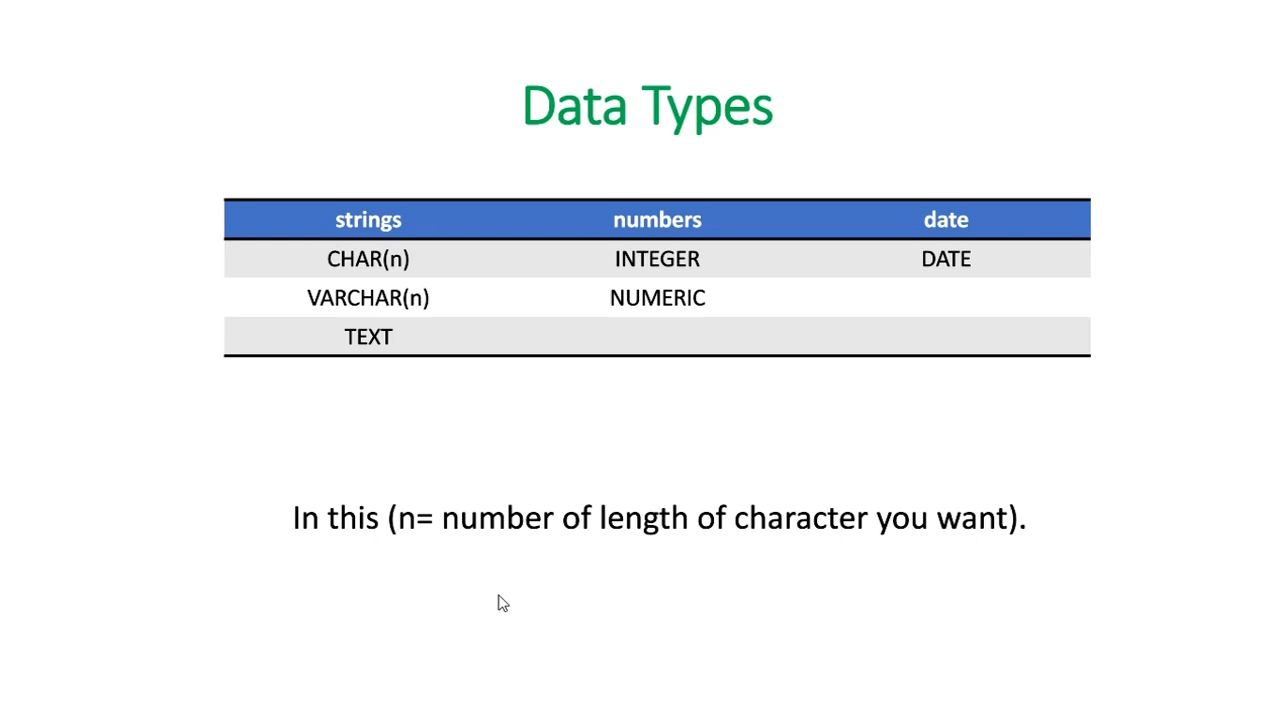 Data Types
strings numbers date
CHAR(n) INTEGER DATE
VARCHAR(n) NUMERIC
TEXT
In this (n= number of length of character you want).